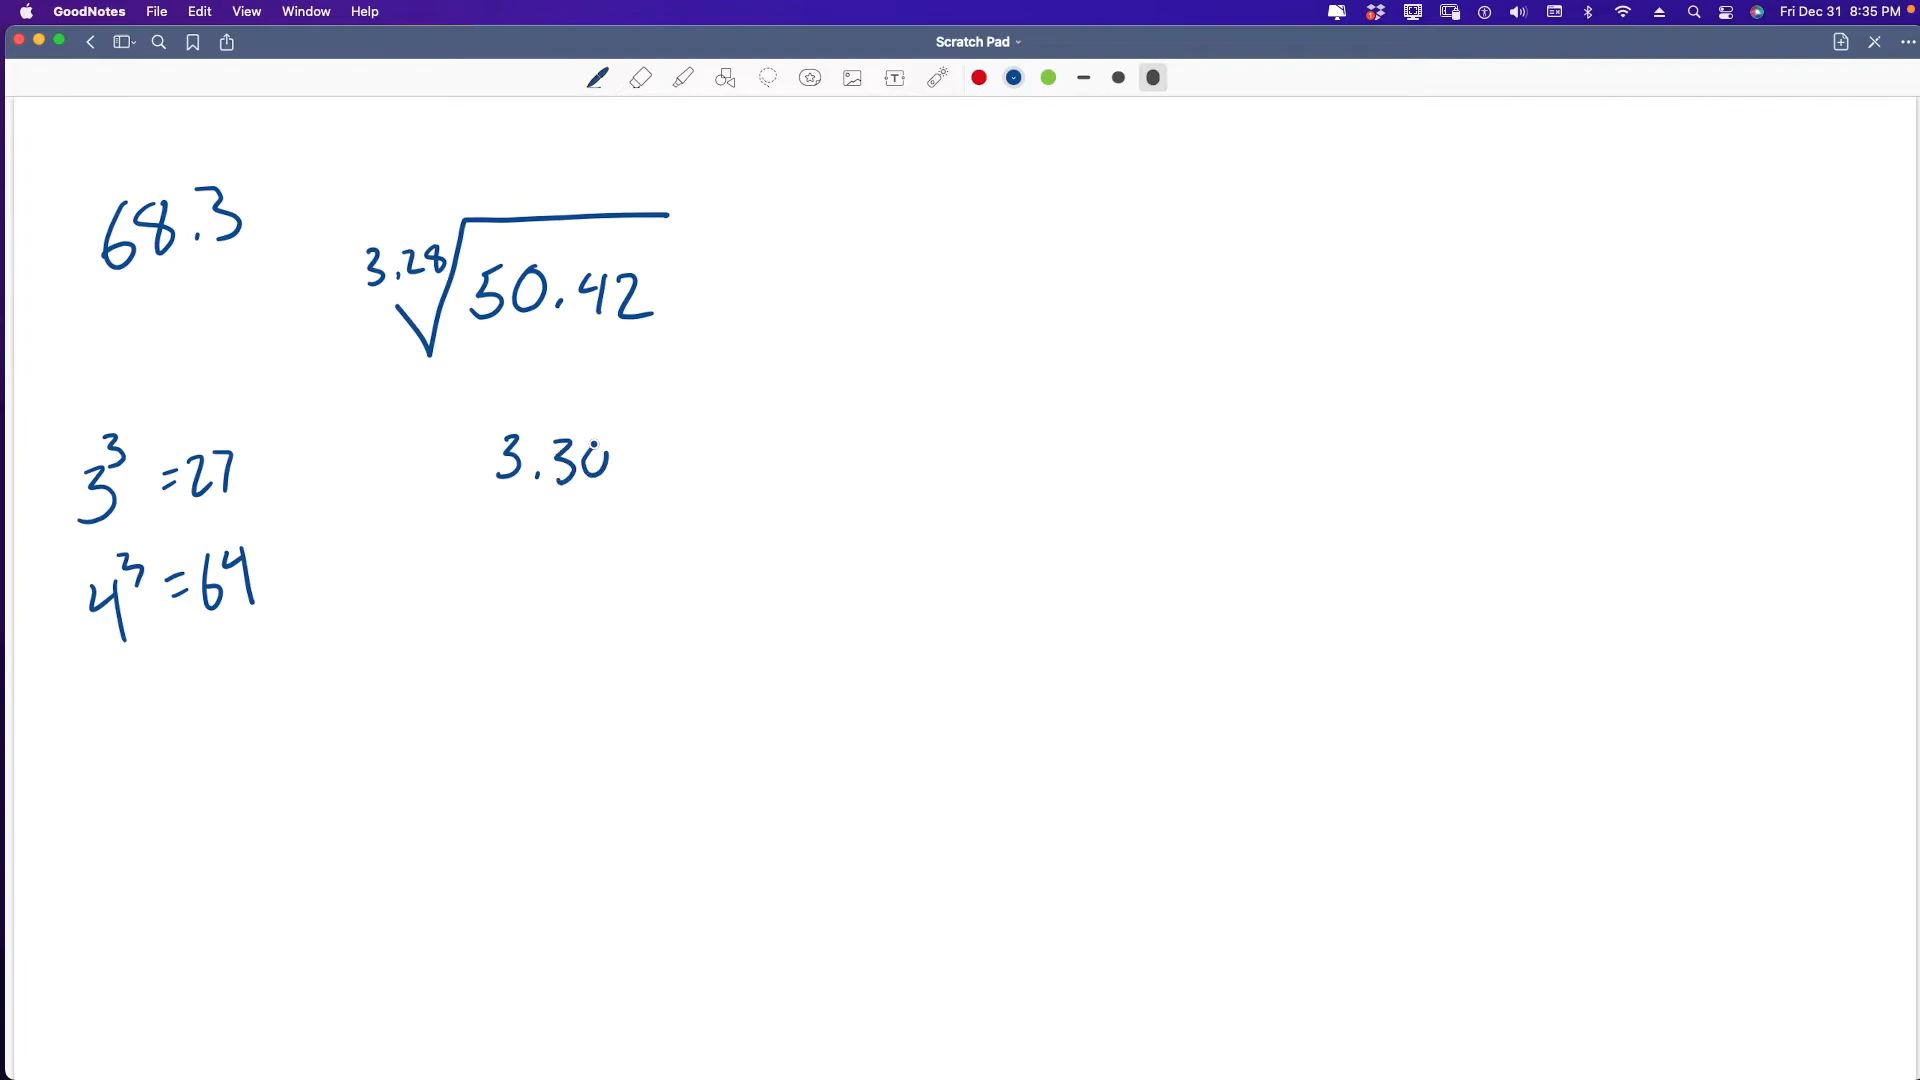 GoodNotes File Edit View Window Help Fri Dec 31 8:35 PM
Scratch Pad
68.3
3.28√50.42
3³ =27
3.30
4³ =64